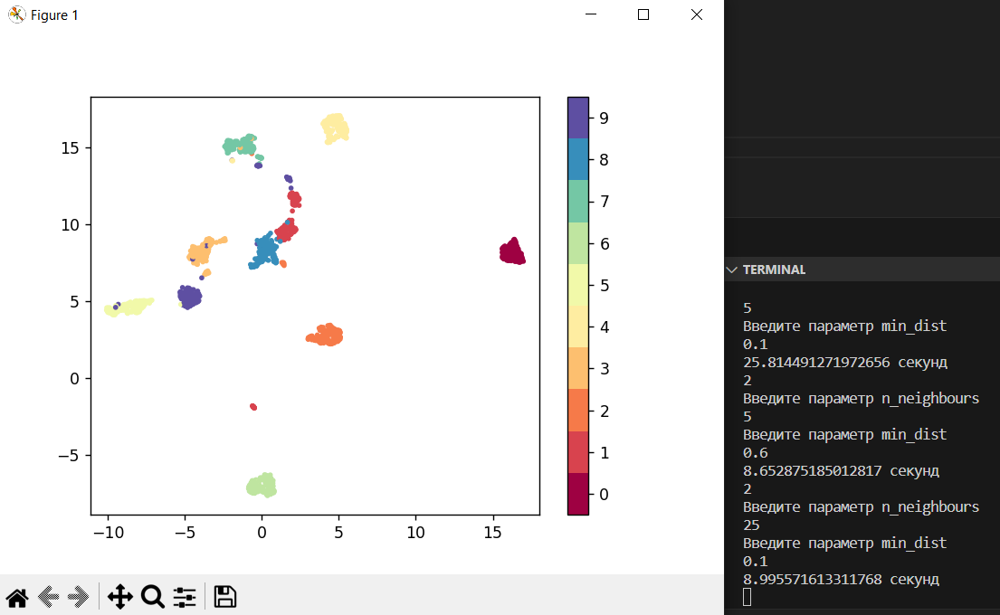 Figure 1
15
10
5
0
−5
−10
−5
0
5
10
15
9
8
7
6
5
4
3
2
1
0
TERMINAL
5
Введите параметр min_dist
0.1
25.814491271972656 секунд
2
Введите параметр n_neighbours
5
Введите параметр min_dist
0.6
8.652875185012817 секунд
2
Введите параметр n_neighbours
25
Введите параметр min_dist
0.1
8.995571613311768 секунд